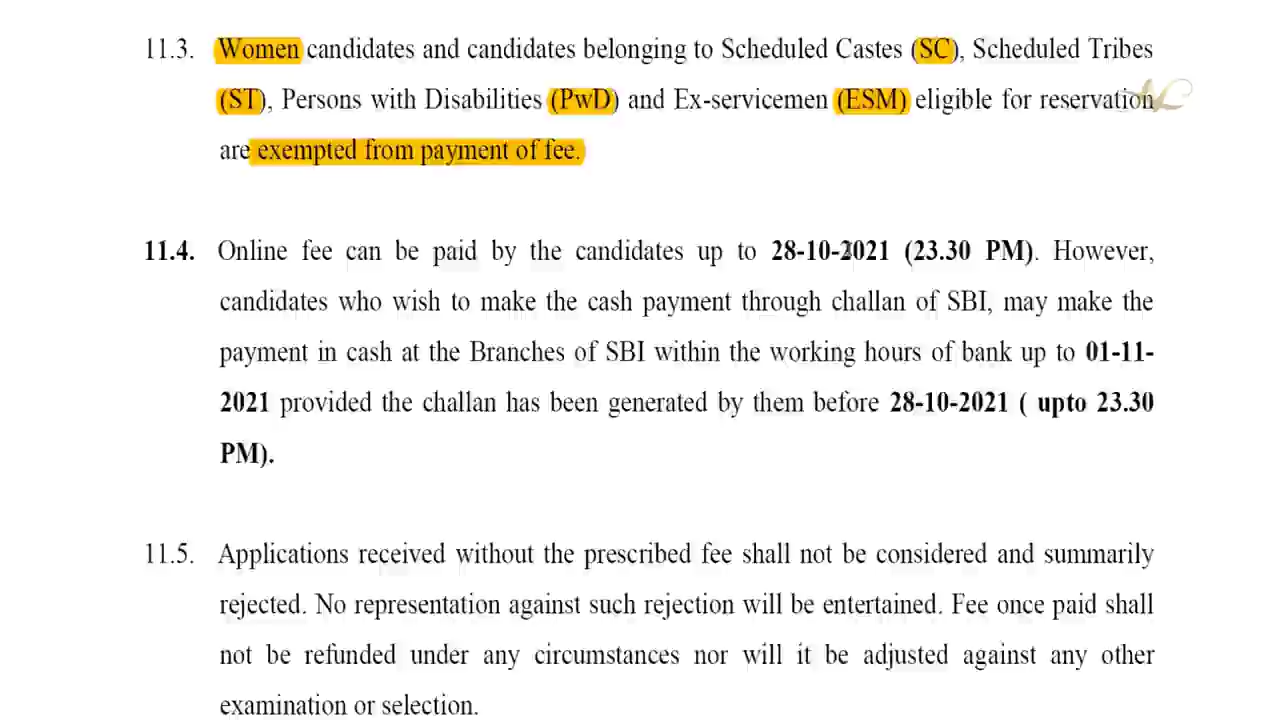 11.3. Women candidates and candidates belonging to Scheduled Castes (SC), Scheduled Tribes
(ST), Persons with Disabilities (PwD) and Ex-servicemen (ESM) eligible for reservation
are exempted from payment of fee.
11.4. Online fee can be paid by the candidates up to 28-10-2021 (23.30 PM). However,
candidates who wish to make the cash payment through challan of SBI, may make the
payment in cash at the Branches of SBI within the working hours of bank up to 01-11-
2021 provided the challan has been generated by them before 28-10-2021 ( upto 23.30
PM).
11.5. Applications received without the prescribed fee shall not be considered and summarily
rejected. No representation against such rejection will be entertained. Fee once paid shall
not be refunded under any circumstances nor will it be adjusted against any other
examination or selection.